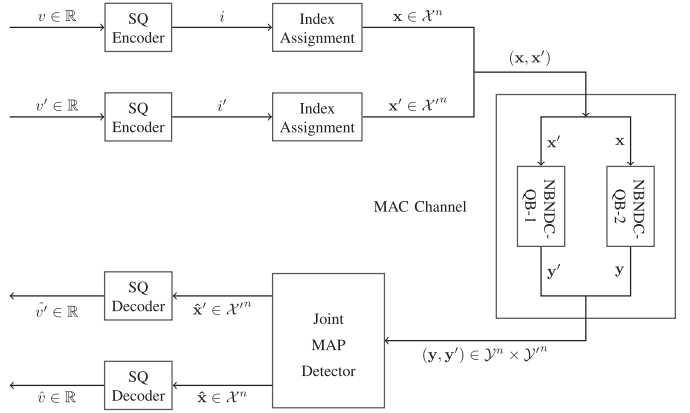 v ∈ ℝ
SQ
Encoder
i
Index
Assignment
𝐱 ∈ 𝒳ⁿ
(𝐱, 𝐱′)
v′ ∈ ℝ
SQ
Encoder
i′
Index
Assignment
𝐱′ ∈ 𝒳′ⁿ
𝐱′
𝐱
NBNDC-
QB-1
NBNDC-
QB-2
MAC Channel
𝐲′
𝐲
SQ
Decoder
v̂′ ∈ ℝ
𝐱̂′ ∈ 𝒳′ⁿ
Joint
MAP
Detector
(𝐲, 𝐲′) ∈ 𝒴ⁿ × 𝒴′ⁿ
SQ
Decoder
v̂ ∈ ℝ
𝐱̂ ∈ 𝒳ⁿ